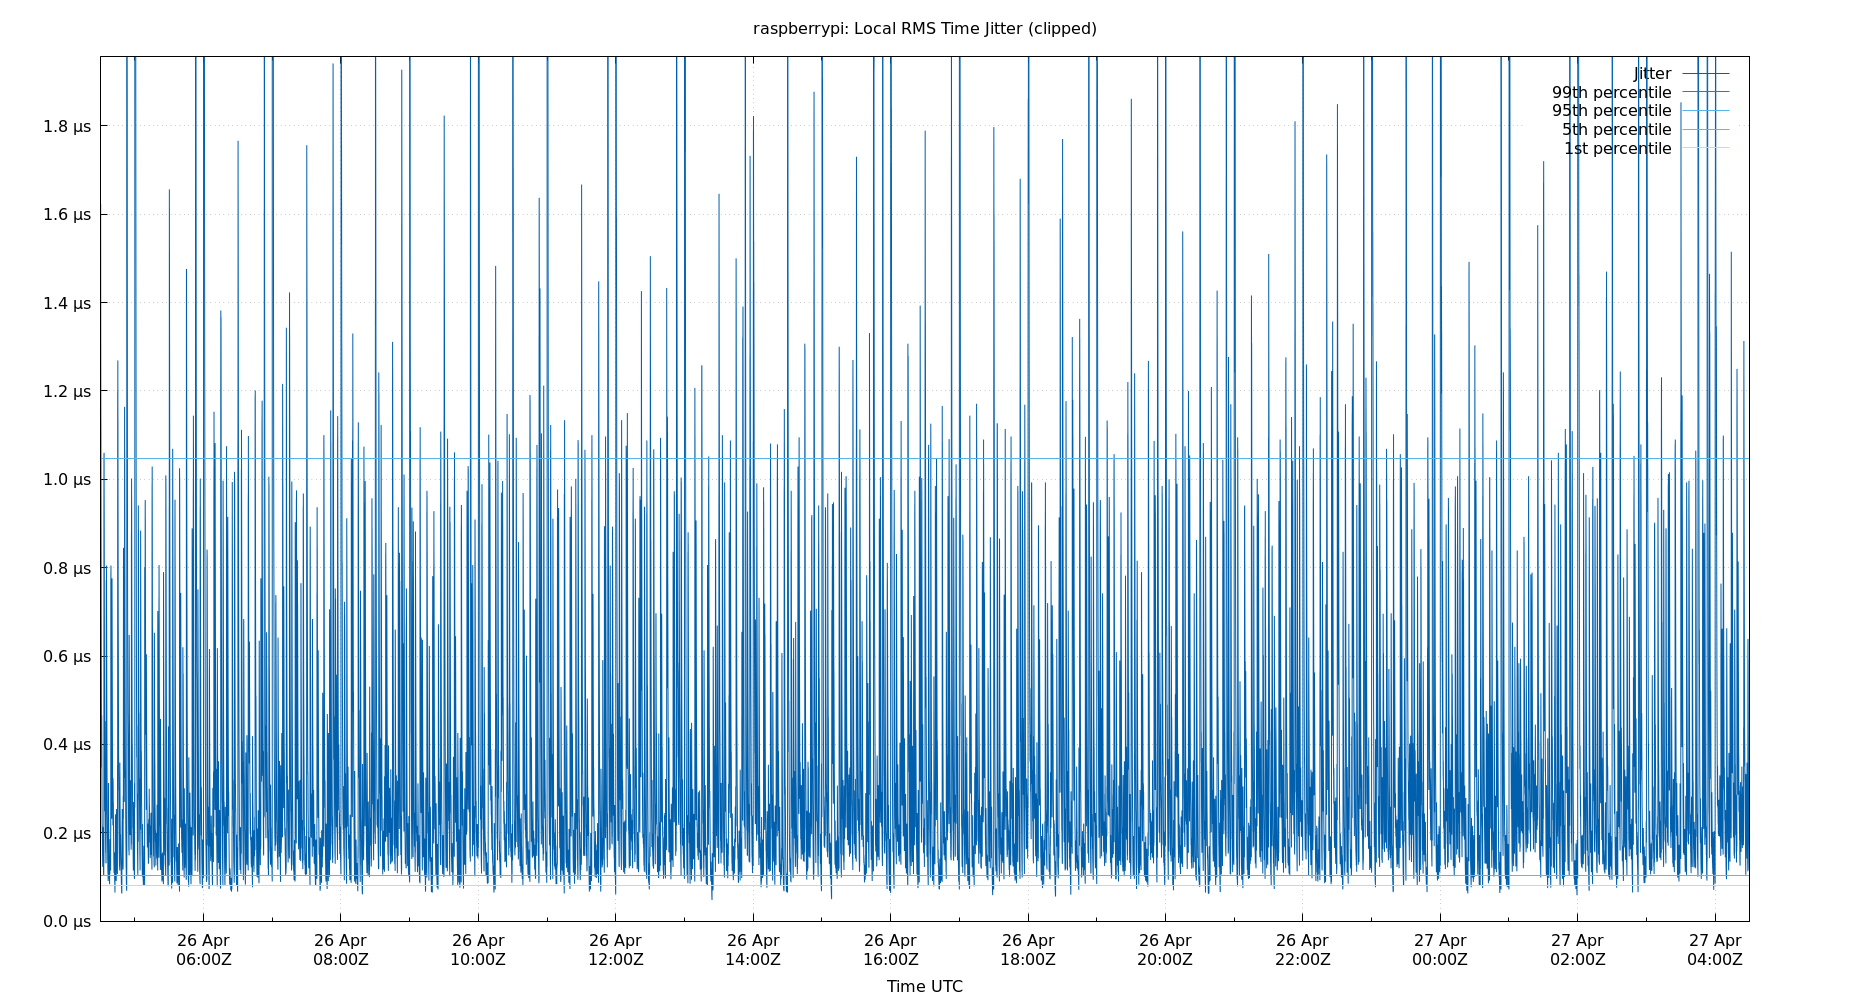 raspberrypi: Local RMS Time Jitter (clipped)
Jitter
99th percentile
95th percentile
5th percentile
1st percentile
1.8 µs
1.6 µs
1.4 µs
1.2 µs
1.0 µs
0.8 µs
0.6 µs
0.4 µs
0.2 µs
0.0 µs
26 Apr 26 Apr 26 Apr 26 Apr 26 Apr 26 Apr 26 Apr 26 Apr 26 Apr 27 Apr 27 Apr 27 Apr
06:00Z 08:00Z 10:00Z 12:00Z 14:00Z 16:00Z 18:00Z 20:00Z 22:00Z 00:00Z 02:00Z 04:00Z
Time UTC